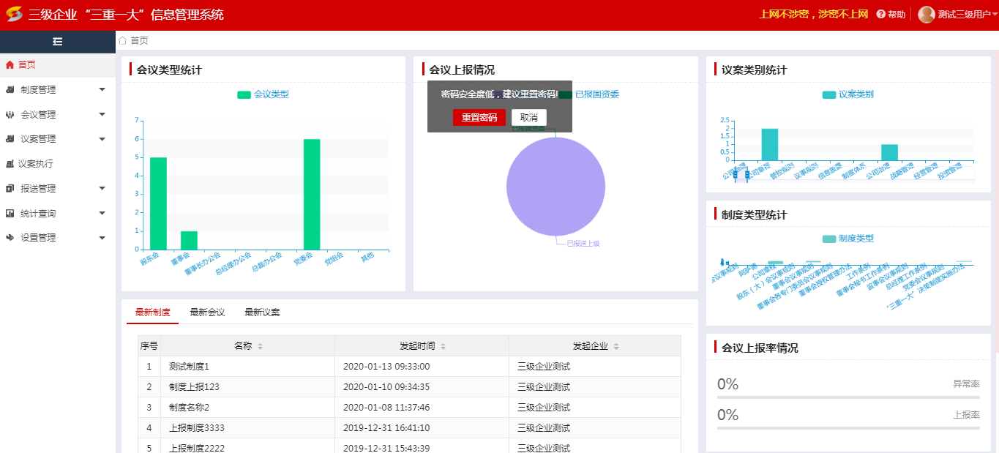 三级企业“三重一大”信息管理系统
上网不涉密，涉密不上网
帮助
测试三级用户
首页
首页
制度管理
会议管理
议案管理
议案执行
报送管理
统计查询
设置管理
会议类型统计
会议类型
7
6
5
4
3
2
1
0
股东会
董事会
董事长办公会
总经理办公会
总裁办公会
党委会
党组会
其他
会议上报情况
密码安全度低，建议重置密码!
已报国资委
重置密码
取消
已报国资委
已报送上级
议案类别统计
议案类别
2.5
2
1.5
1
0.5
0
公司治理
公司章程
管控规则
议事规则
信息披露
制度体系
公司治理
战略管理
经营管理
投资管理
制度类型统计
制度类型
会议事规则
阿萨德
公司章程
股东（大）会议事规则
董事会议事规则
董事会各专门委员会议事规则
董事会授权管理办法
工作条例
董事会秘书工作条例
监事会议事规则
总经理工作条例
党委会议事规则
“三重一大”决策制度实施办法
最新制度
最新会议
最新议案
序号 名称 发起时间 发起企业
1 测试制度1 2020-01-13 09:33:00 三级企业测试
2 制度上报123 2020-01-10 09:34:35 三级企业测试
3 制度名称2 2020-01-08 11:37:46 三级企业测试
4 上报制度3333 2019-12-31 16:41:10 三级企业测试
5 上报制度2222 2019-12-31 15:43:39 三级企业测试
会议上报率情况
0% 异常率
0% 上报率